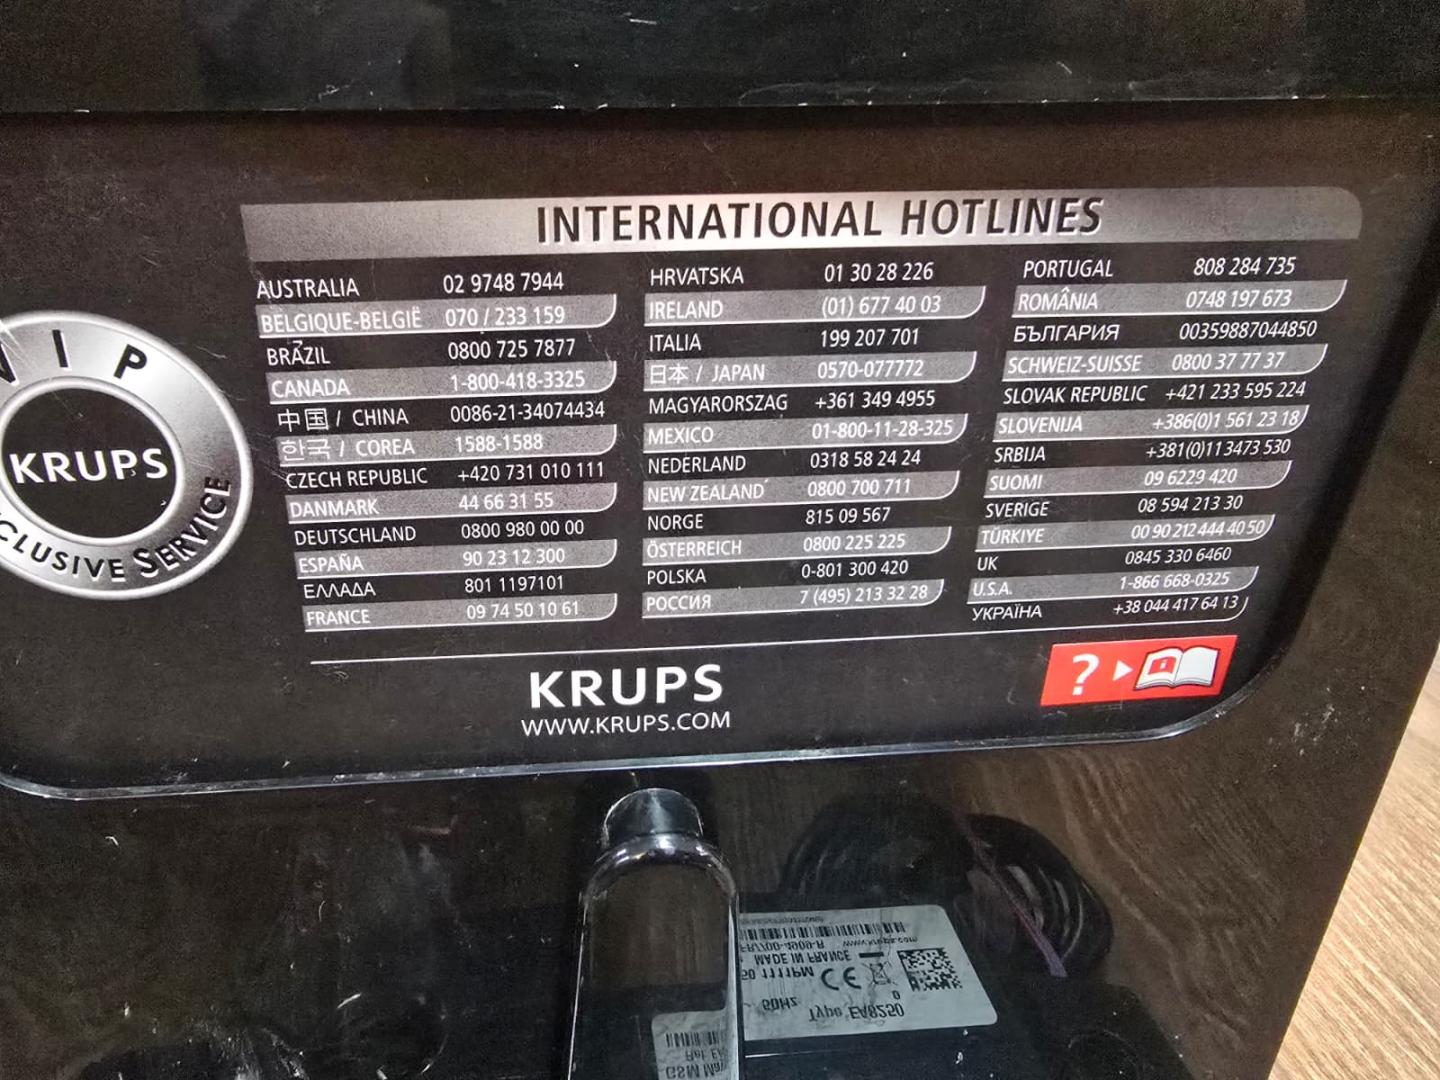 INTERNATIONAL HOTLINES
AUSTRALIA 02 9748 7944
BELGIQUE-BELGIË 070 / 233 159
BRAZIL 0800 725 7877
CANADA 1-800-418-3325
中国 / CHINA 0086-21-34074434
한국 / COREA 1588-1588
CZECH REPUBLIC +420 731 010 111
DANMARK 44 66 31 55
DEUTSCHLAND 0800 980 00 00
ESPAÑA 90 23 12 300
ΕΛΛΑΔΑ 801 1197101
FRANCE 09 74 50 10 61
HRVATSKA 01 30 28 226
IRELAND (01) 677 40 03
ITALIA 199 207 701
日本 / JAPAN 0570-077772
MAGYARORSZAG +361 349 4955
MEXICO 01-800-11-28-325
NEDERLAND 0318 58 24 24
NEW ZEALAND 0800 700 711
NORGE 815 09 567
ÖSTERREICH 0800 225 225
POLSKA 0-801 300 420
РОССИЯ 7 (495) 213 32 28
PORTUGAL 808 284 735
ROMÂNIA 0748 197 673
БЪЛГАРИЯ 00359887044850
SCHWEIZ-SUISSE 0800 37 77 37
SLOVAK REPUBLIC +421 233 595 224
SLOVENIJA +386(0)1 561 23 18
SRBIJA +381(0)113473 530
SUOMI 09 6229 420
SVERIGE 08 594 213 30
TÜRKIYE 00 90 212 444 40 50
UK 0845 330 6460
U.S.A. 1-866 668-0325
УКРАЇНА +38 044 417 64 13
VIP
KRUPS
EXCLUSIVE SERVICE
KRUPS
WWW.KRUPS.COM
?
www.krups.com
MADE IN FRANCE
CE
60Hz
Type EA8250